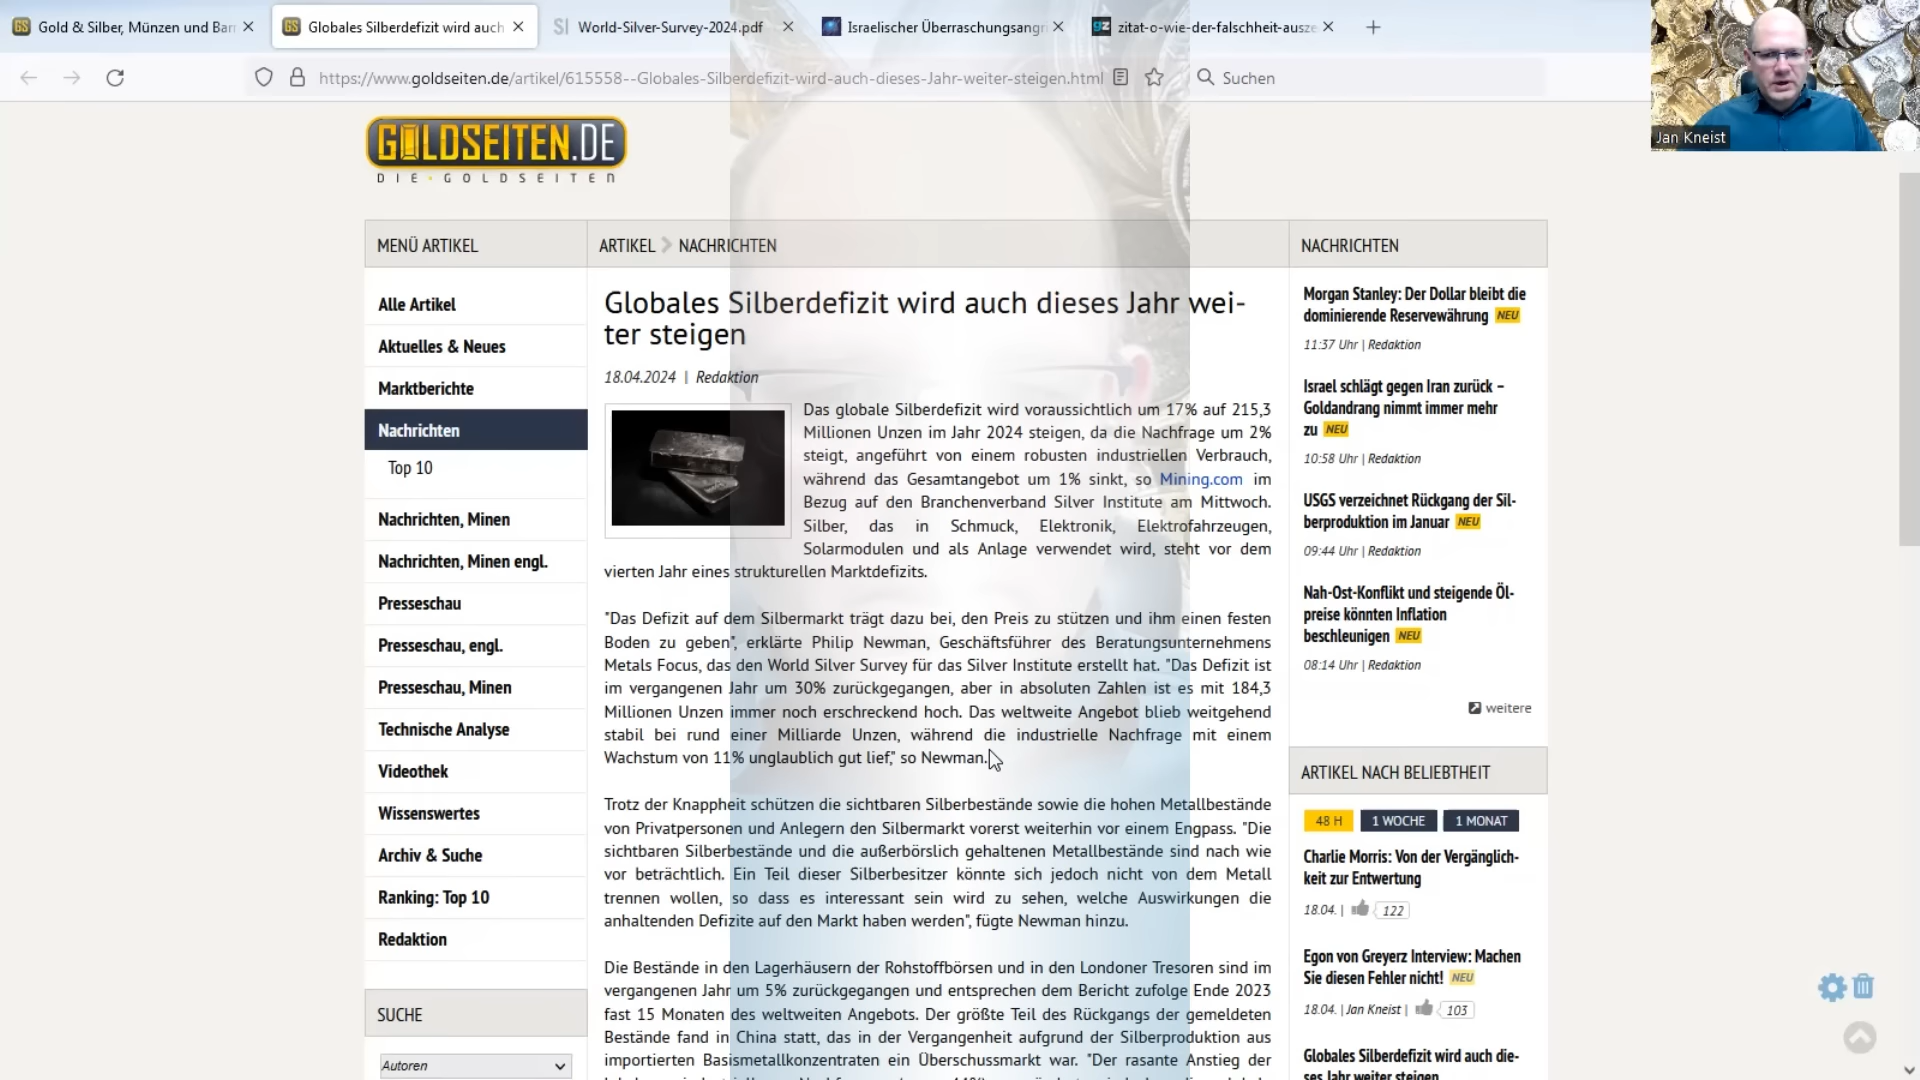 Gold & Silber, Münzen und Barr
Globales Silberdefizit wird auch
World-Silver-Survey-2024.pdf
Israelischer Überraschungsangri
zitat-o-wie-der-falschheit-ausze
https://www.goldseiten.de/artikel/615558--Globales-Silberdefizit-wird-auch-dieses-Jahr-weiter-steigen.html
Suchen
Jan Kneist
GOLDSEITEN.DE
DIE·GOLDSEITEN
MENÜ ARTIKEL
Alle Artikel
Aktuelles & Neues
Marktberichte
Nachrichten
Top 10
Nachrichten, Minen
Nachrichten, Minen engl.
Presseschau
Presseschau, engl.
Presseschau, Minen
Technische Analyse
Videothek
Wissenswertes
Archiv & Suche
Ranking: Top 10
Redaktion
SUCHE
Autoren
ARTIKEL > NACHRICHTEN
Globales Silberdefizit wird auch dieses Jahr wei-
ter steigen
18.04.2024 | Redaktion
Das globale Silberdefizit wird voraussichtlich um 17% auf 215,3
Millionen Unzen im Jahr 2024 steigen, da die Nachfrage um 2%
steigt, angeführt von einem robusten industriellen Verbrauch,
während das Gesamtangebot um 1% sinkt, so Mining.com im
Bezug auf den Branchenverband Silver Institute am Mittwoch.
Silber, das in Schmuck, Elektronik, Elektrofahrzeugen,
Solarmodulen und als Anlage verwendet wird, steht vor dem
vierten Jahr eines strukturellen Marktdefizits.
"Das Defizit auf dem Silbermarkt trägt dazu bei, den Preis zu stützen und ihm einen festen
Boden zu geben", erklärte Philip Newman, Geschäftsführer des Beratungsunternehmens
Metals Focus, das den World Silver Survey für das Silver Institute erstellt hat. "Das Defizit ist
im vergangenen Jahr um 30% zurückgegangen, aber in absoluten Zahlen ist es mit 184,3
Millionen Unzen immer noch erschreckend hoch. Das weltweite Angebot blieb weitgehend
stabil bei rund einer Milliarde Unzen, während die industrielle Nachfrage mit einem
Wachstum von 11% unglaublich gut lief," so Newman.
Trotz der Knappheit schützen die sichtbaren Silberbestände sowie die hohen Metallbestände
von Privatpersonen und Anlegern den Silbermarkt vorerst weiterhin vor einem Engpass. "Die
sichtbaren Silberbestände und die außerbörslich gehaltenen Metallbestände sind nach wie
vor beträchtlich. Ein Teil dieser Silberbesitzer könnte sich jedoch nicht von dem Metall
trennen wollen, so dass es interessant sein wird zu sehen, welche Auswirkungen die
anhaltenden Defizite auf den Markt haben werden", fügte Newman hinzu.
Die Bestände in den Lagerhäusern der Rohstoffbörsen und in den Londoner Tresoren sind im
vergangenen Jahr um 5% zurückgegangen und entsprechen dem Bericht zufolge Ende 2023
fast 15 Monaten des weltweiten Angebots. Der größte Teil des Rückgangs der gemeldeten
Bestände fand in China statt, das in der Vergangenheit aufgrund der Silberproduktion aus
importierten Basismetallkonzentraten ein Überschussmarkt war. "Der rasante Anstieg der
NACHRICHTEN
Morgan Stanley: Der Dollar bleibt die
dominierende Reservewährung NEU
11:37 Uhr | Redaktion
Israel schlägt gegen Iran zurück –
Goldandrang nimmt immer mehr
zu NEU
10:58 Uhr | Redaktion
USGS verzeichnet Rückgang der Sil-
berproduktion im Januar NEU
09:44 Uhr | Redaktion
Nah-Ost-Konflikt und steigende Öl-
preise könnten Inflation
beschleunigen NEU
08:14 Uhr | Redaktion
weitere
ARTIKEL NACH BELIEBTHEIT
48 H 1 WOCHE 1 MONAT
Charlie Morris: Von der Vergänglich-
keit zur Entwertung
18.04. | 122
Egon von Greyerz Interview: Machen
Sie diesen Fehler nicht! NEU
18.04. | Jan Kneist | 103
Globales Silberdefizit wird auch die-
ses Jahr weiter steigen